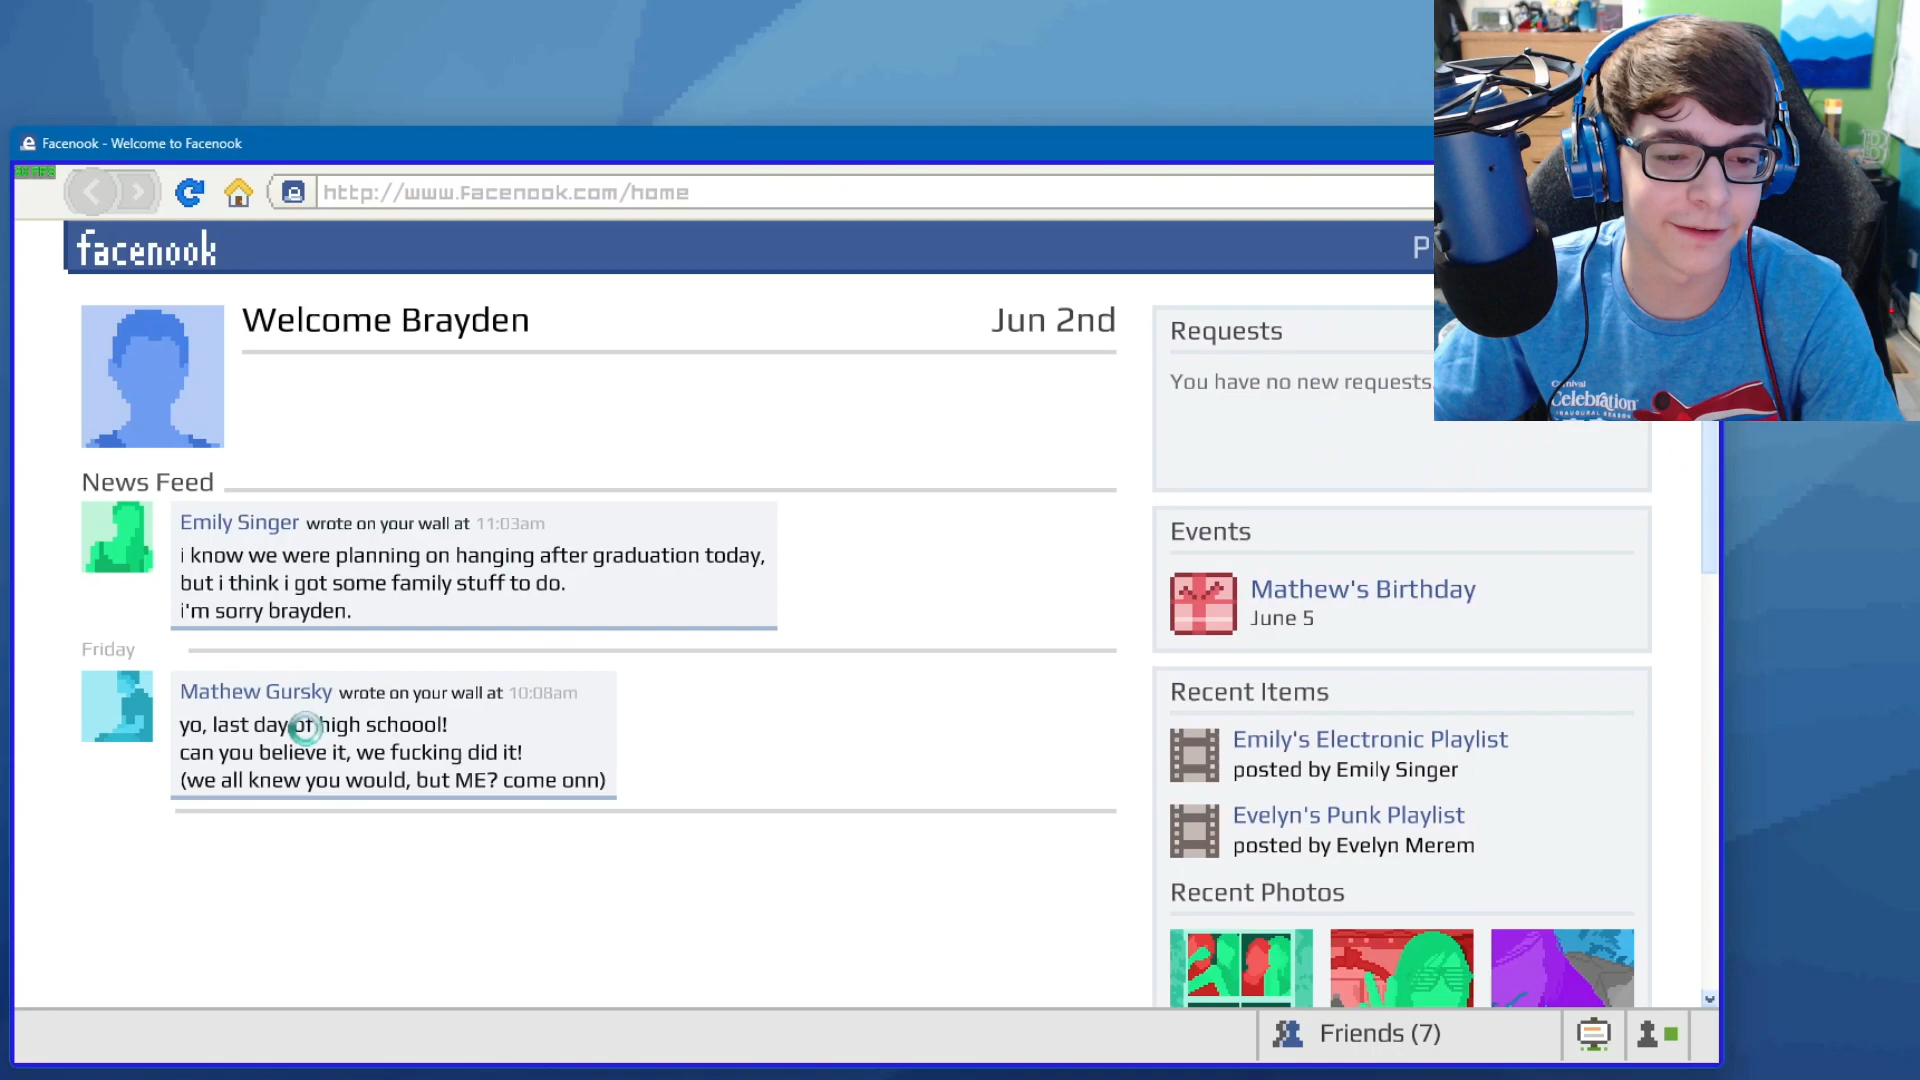 Facenook - Welcome to Facenook
http://www.Facenook.com/home
facenook
P
Welcome Brayden
Jun 2nd
News Feed
Emily Singer wrote on your wall at 11:03am
i know we were planning on hanging after graduation today,
but i think i got some family stuff to do.
i'm sorry brayden.
Friday
Mathew Gursky wrote on your wall at 10:08am
yo, last day of high schoool!
can you believe it, we fucking did it!
(we all knew you would, but ME? come onn)
Requests
You have no new requests.
Events
Mathew's Birthday
June 5
Recent Items
Emily's Electronic Playlist
posted by Emily Singer
Evelyn's Punk Playlist
posted by Evelyn Merem
Recent Photos
Friends (7)
Carnival
Celebration
INAUGURAL SEASON
B